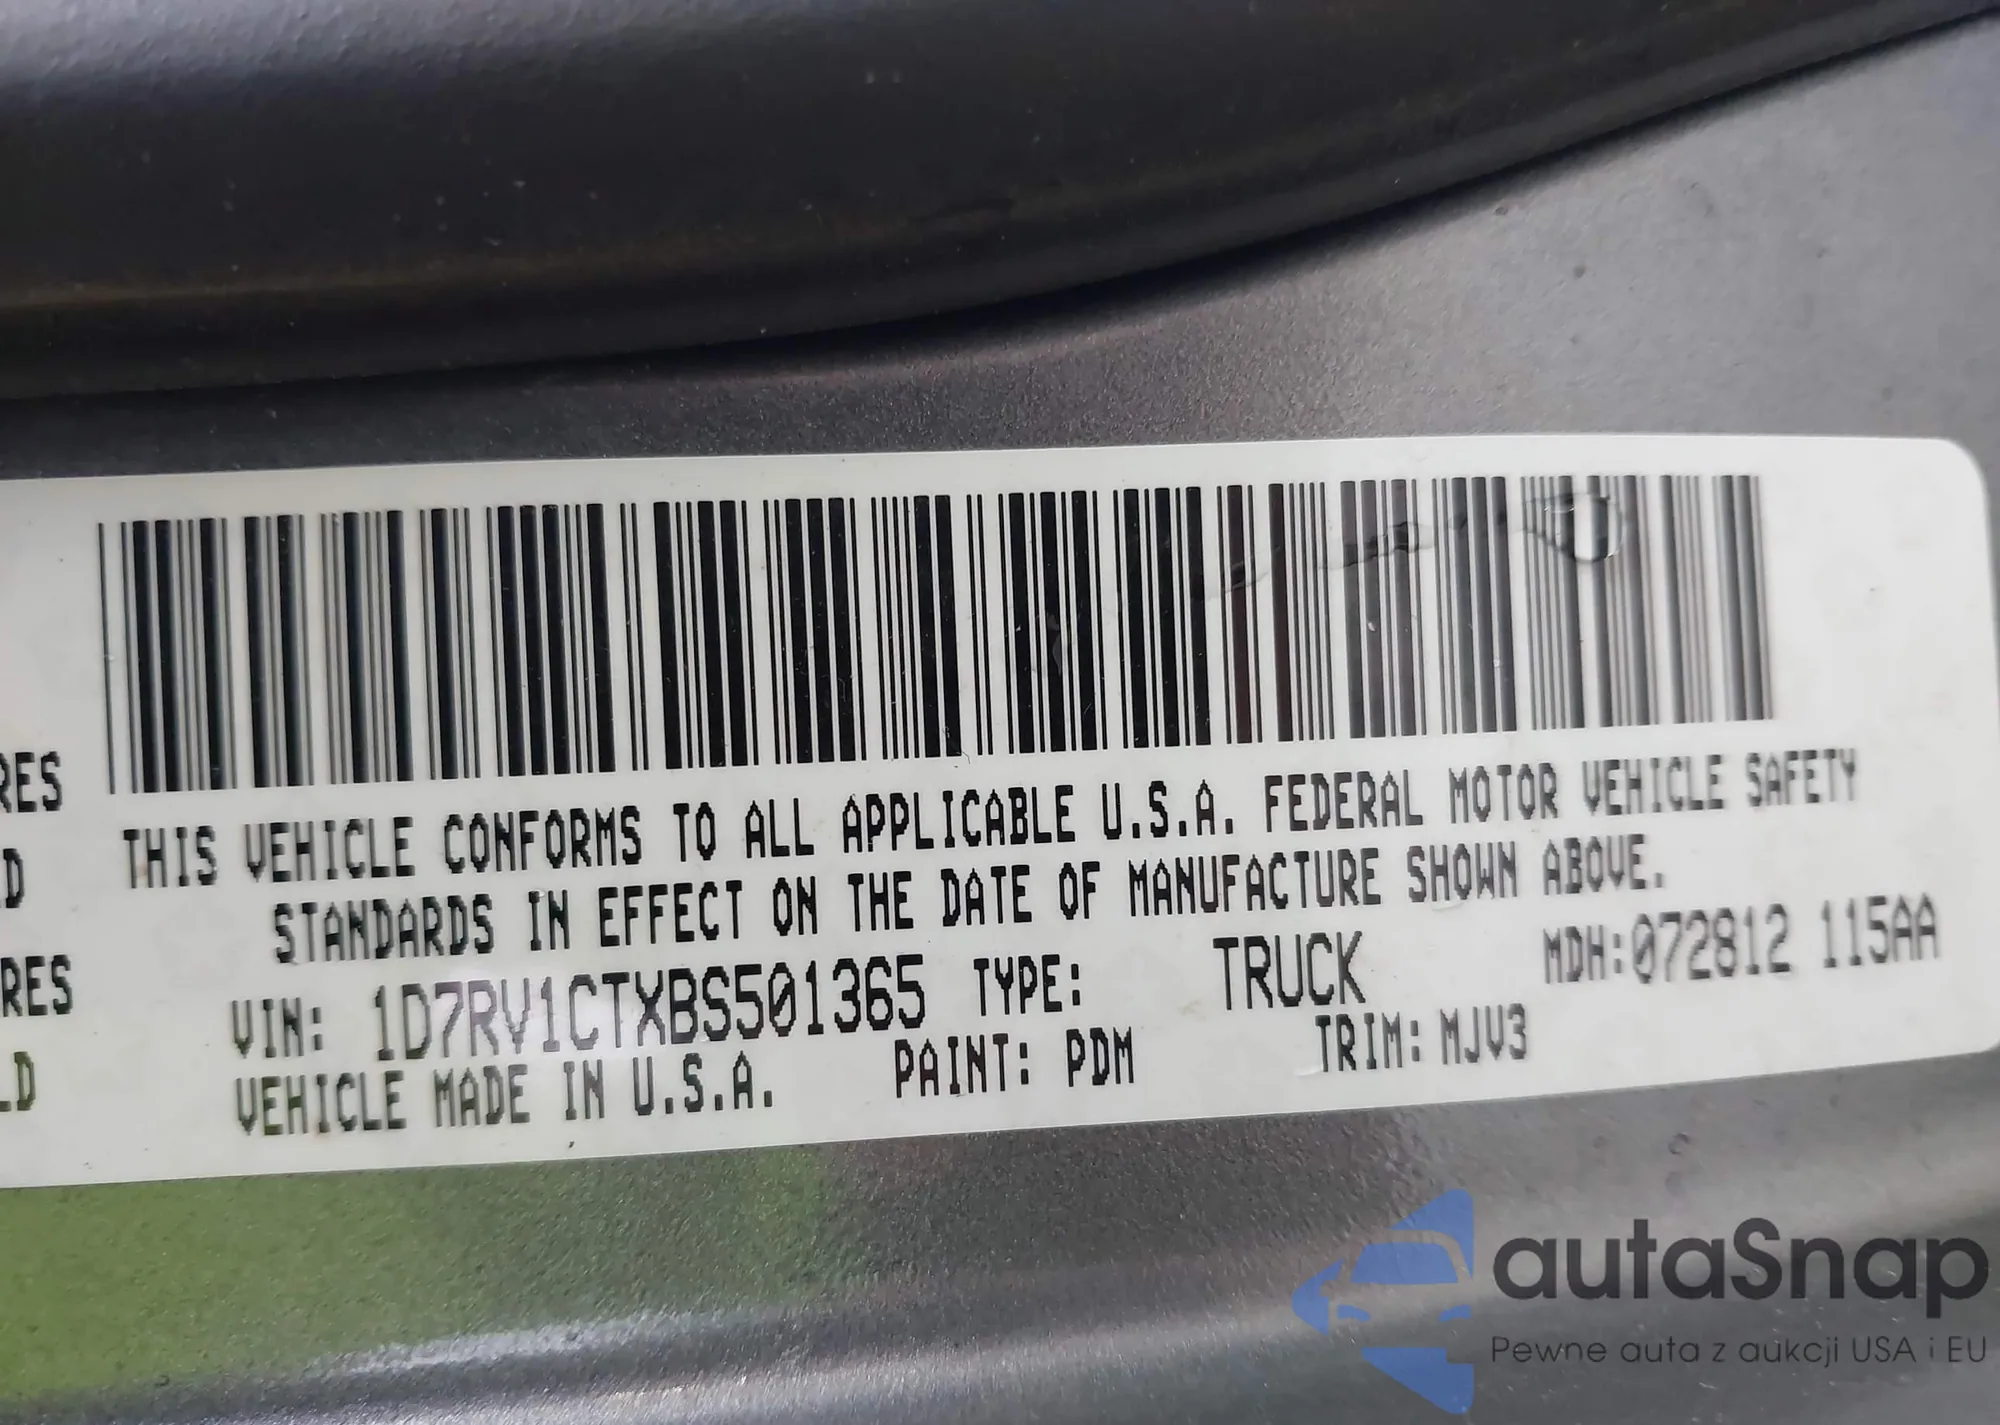 RES
D
RES
LD
THIS VEHICLE CONFORMS TO ALL APPLICABLE U.S.A. FEDERAL MOTOR VEHICLE SAFETY
STANDARDS IN EFFECT ON THE DATE OF MANUFACTURE SHOWN ABOVE.
VIN: 1D7RV1CTXBS501365 TYPE: TRUCK MDH:072812 115AA
VEHICLE MADE IN U.S.A. PAINT: PDM TRIM: MJV3
autaSnap
Pewne auta z aukcji USA i EU